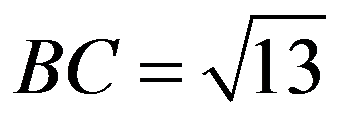 BC = √13